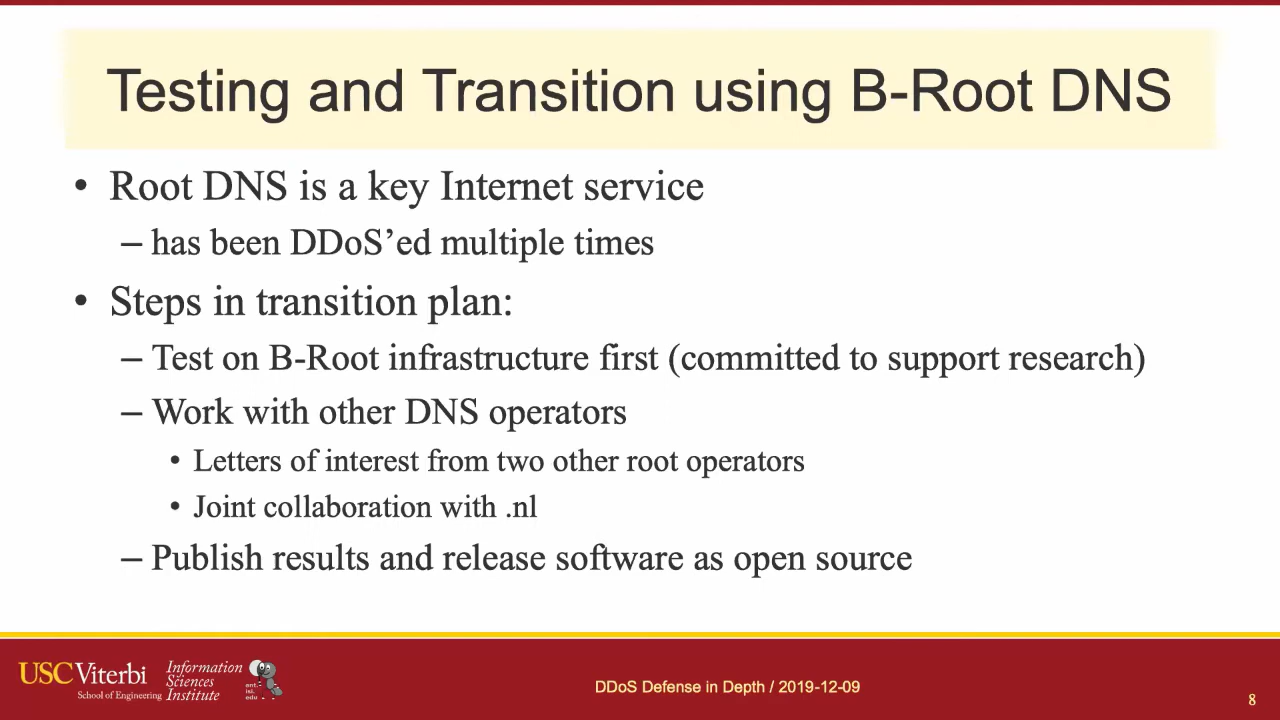 Testing and Transition using B-Root DNS
• Root DNS is a key Internet service
– has been DDoS’ed multiple times
• Steps in transition plan:
– Test on B-Root infrastructure first (committed to support research)
– Work with other DNS operators
• Letters of interest from two other root operators
• Joint collaboration with .nl
– Publish results and release software as open source
USC Viterbi
School of Engineering
Information
Sciences
Institute
ant.
isi.
edu
DDoS Defense in Depth / 2019-12-09
8